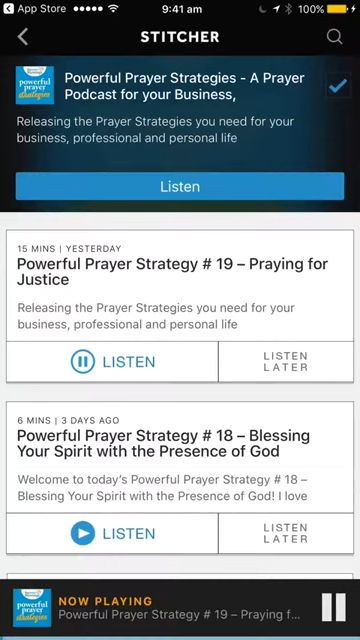 App Store
9:41 am
100%
STITCHER
Powerful Prayer Strategies - A Prayer
Podcast for your Business,
Releasing the Prayer Strategies you need for your
business, professional and personal life
Listen
15 MINS | YESTERDAY
Powerful Prayer Strategy # 19 – Praying for
Justice
Releasing the Prayer Strategies you need for your
business, professional and personal life
LISTEN
LISTEN
LATER
6 MINS | 3 DAYS AGO
Powerful Prayer Strategy # 18 – Blessing
Your Spirit with the Presence of God
Welcome to today's Powerful Prayer Strategy # 18 –
Blessing Your Spirit with the Presence of God! I love
LISTEN
LISTEN
LATER
powerful
prayer
strategies
NOW PLAYING
Powerful Prayer Strategy # 19 – Praying f...